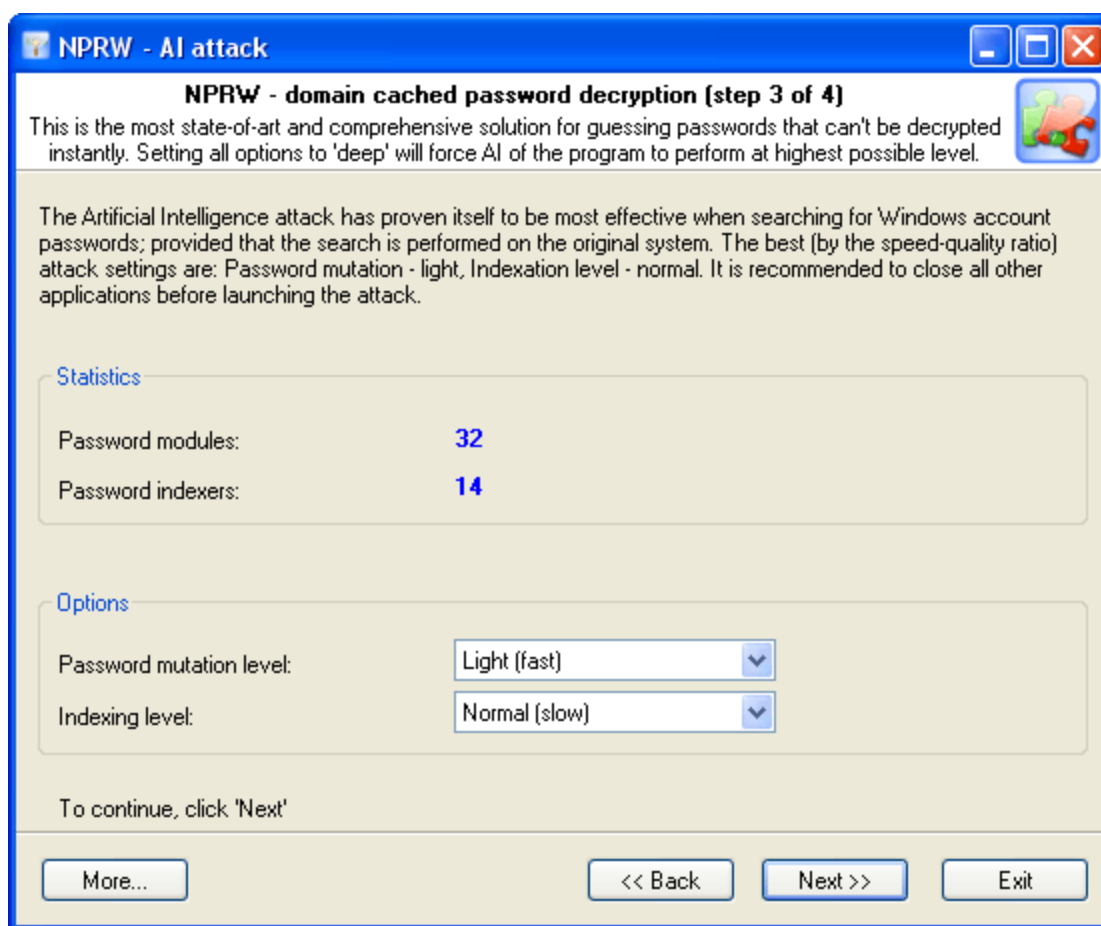 NPRW - AI attack
NPRW - domain cached password decryption (step 3 of 4)
This is the most state-of-art and comprehensive solution for guessing passwords that can't be decrypted
instantly. Setting all options to 'deep' will force AI of the program to perform at highest possible level.
The Artificial Intelligence attack has proven itself to be most effective when searching for Windows account
passwords; provided that the search is performed on the original system. The best (by the speed-quality ratio)
attack settings are: Password mutation - light, Indexation level - normal. It is recommended to close all other
applications before launching the attack.
Statistics
Password modules: 32
Password indexers: 14
Options
Password mutation level: Light (fast)
Indexing level: Normal (slow)
To continue, click 'Next'
More... << Back Next >> Exit